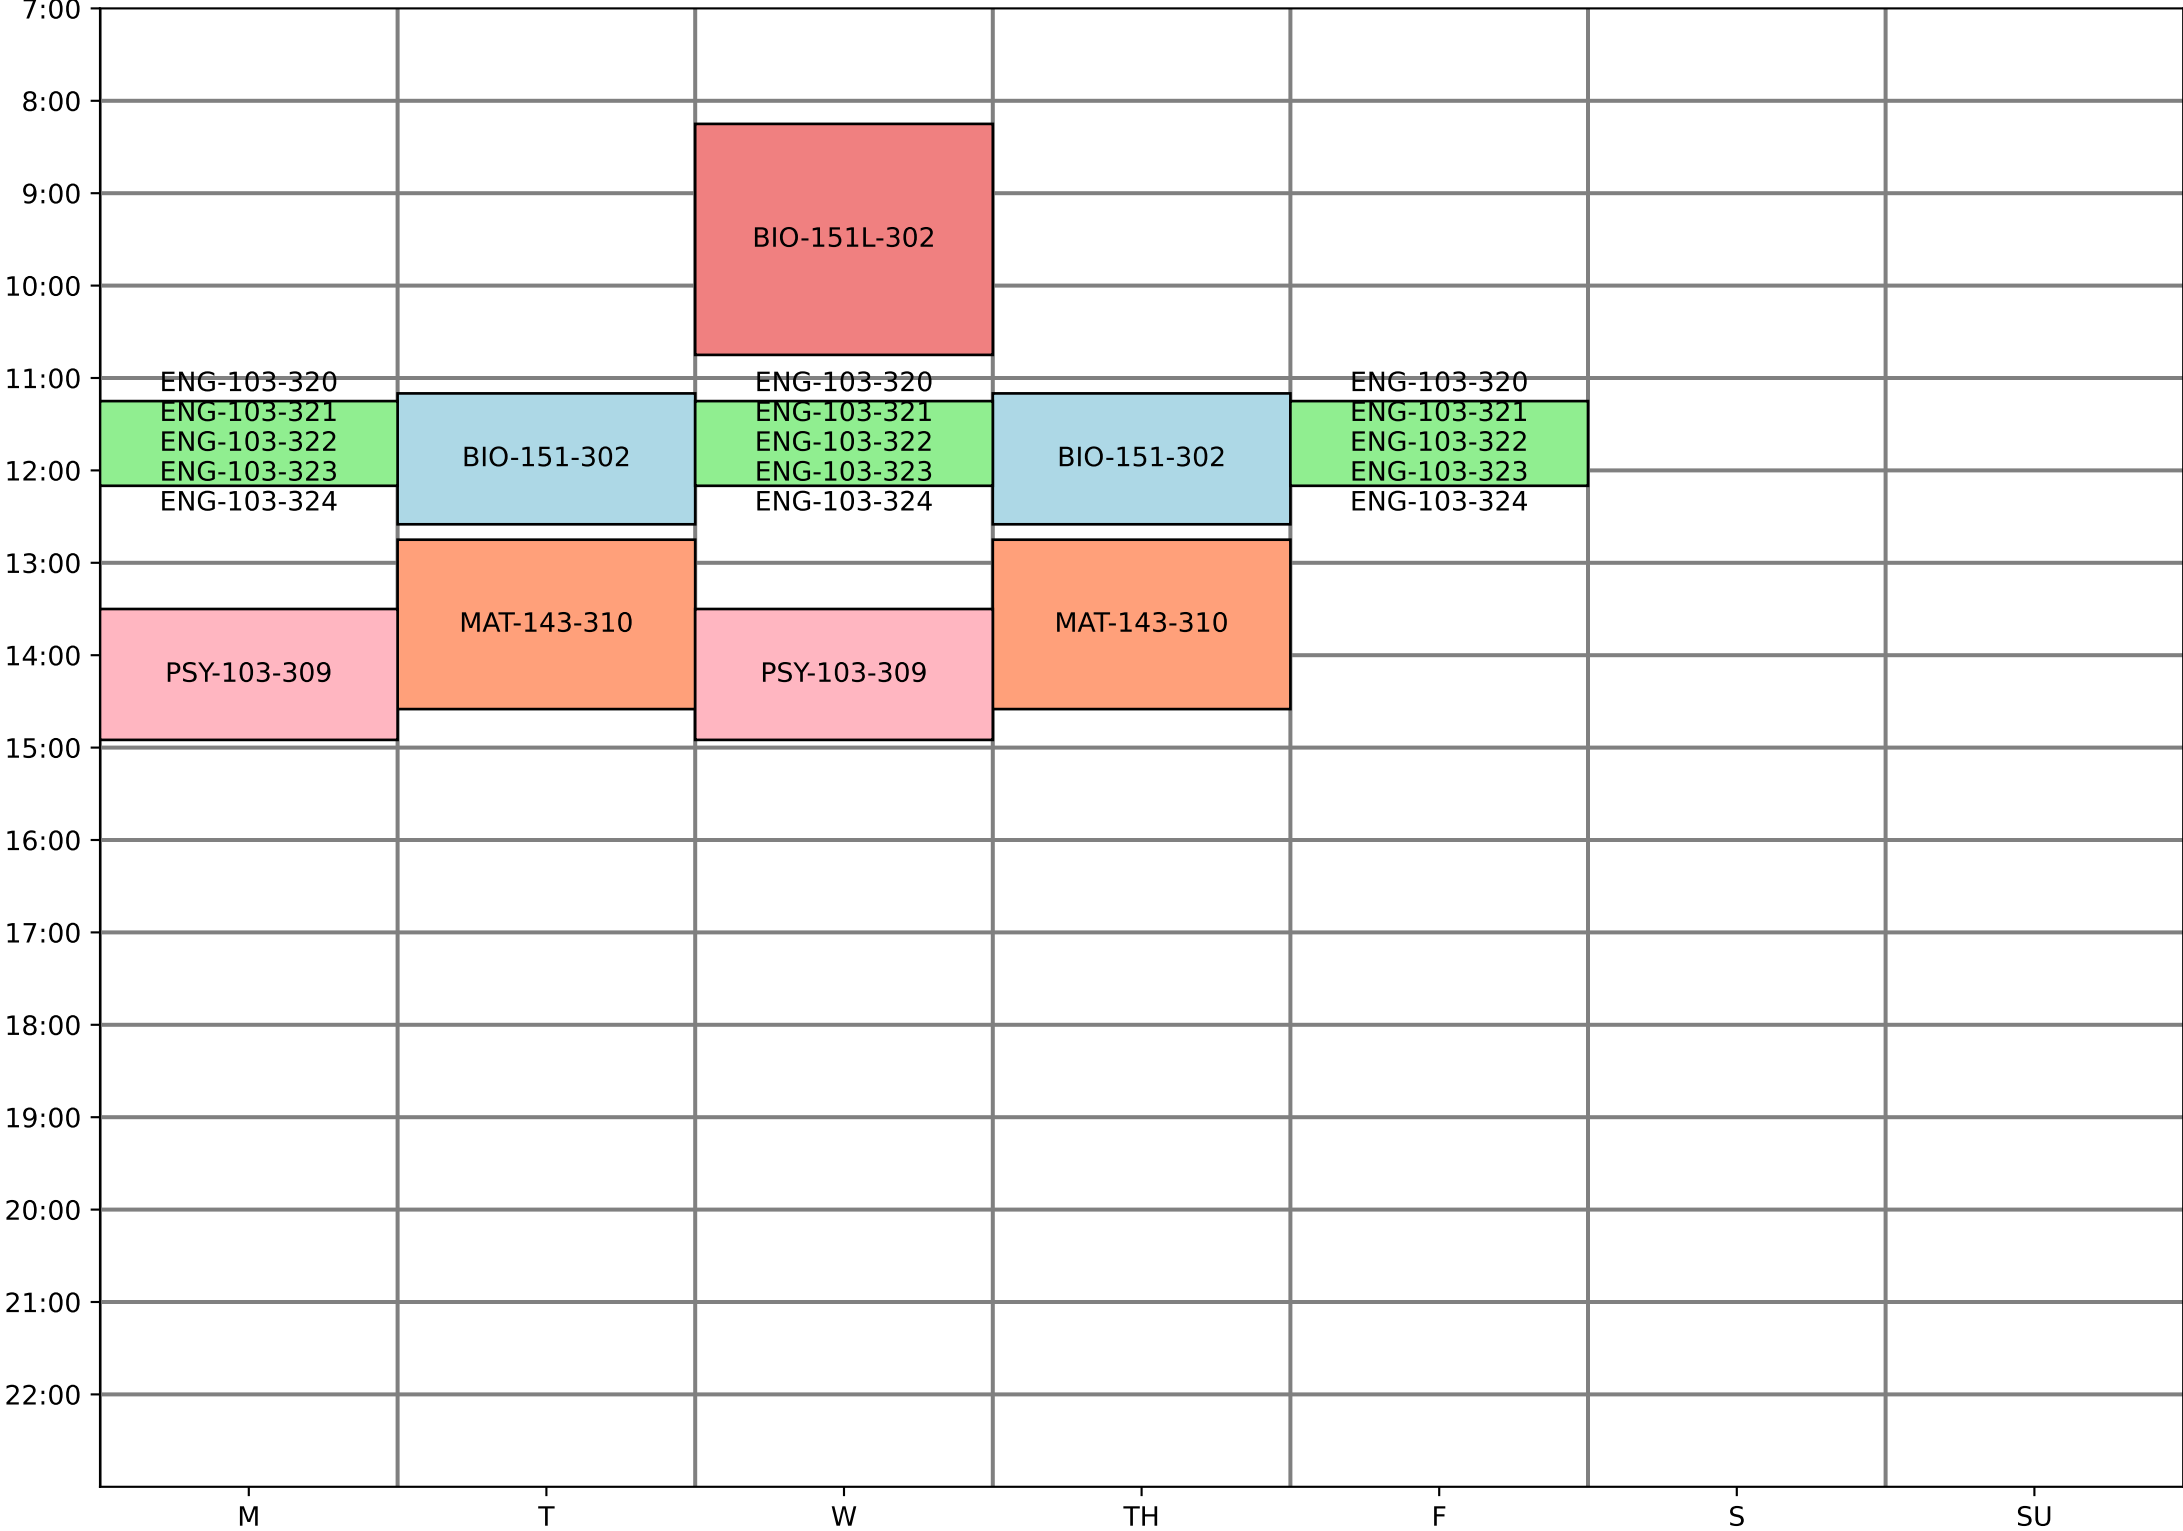 7:00
8:00
9:00
BIO-151L-302
10:00
11:00
ENG-103-320
ENG-103-321
ENG-103-322
ENG-103-323
ENG-103-324
BIO-151-302
ENG-103-320
ENG-103-321
ENG-103-322
ENG-103-323
ENG-103-324
BIO-151-302
ENG-103-320
ENG-103-321
ENG-103-322
ENG-103-323
ENG-103-324
12:00
13:00
PSY-103-309
MAT-143-310
PSY-103-309
MAT-143-310
14:00
15:00
16:00
17:00
18:00
19:00
20:00
21:00
22:00
M
T
W
TH
F
S
SU